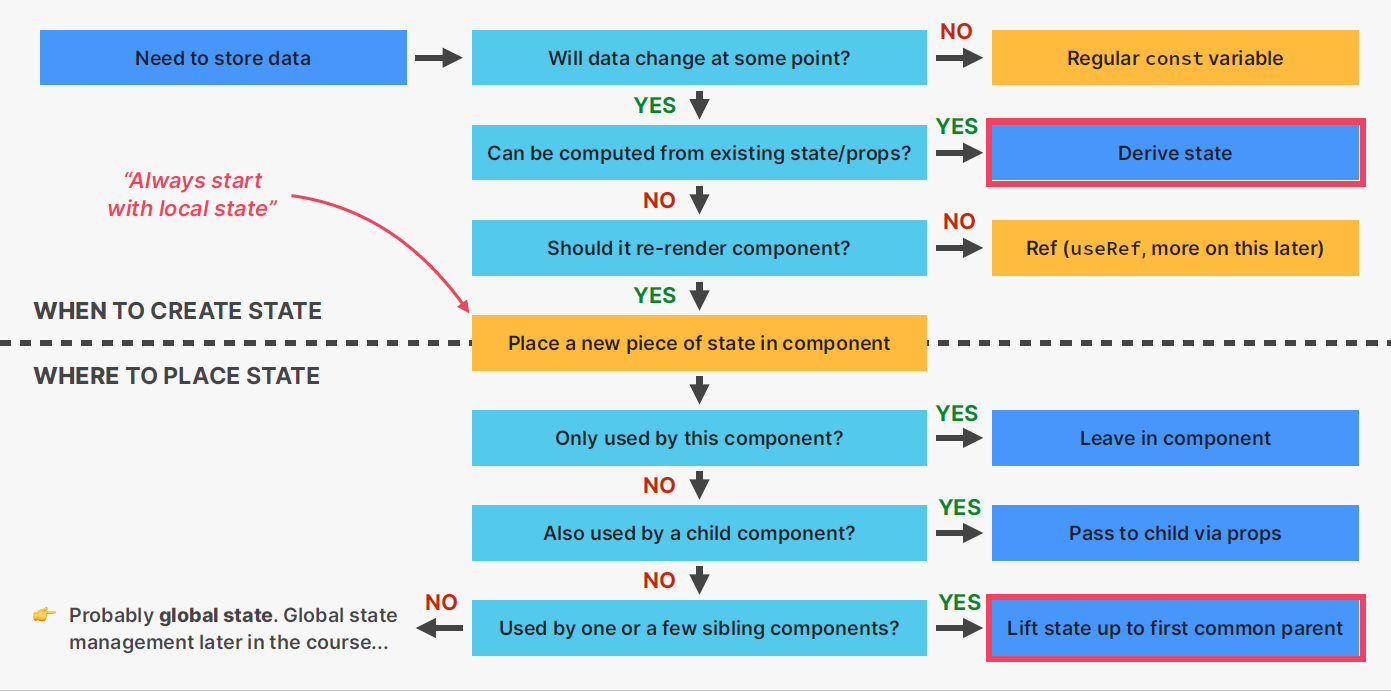 Need to store data
Will data change at some point?
NO
Regular const variable
YES
Can be computed from existing state/props?
YES
Derive state
“Always start
with local state”
NO
Should it re-render component?
NO
Ref (useRef, more on this later)
YES
WHEN TO CREATE STATE
Place a new piece of state in component
WHERE TO PLACE STATE
Only used by this component?
YES
Leave in component
NO
Also used by a child component?
YES
Pass to child via props
NO
Used by one or a few sibling components?
YES
Lift state up to first common parent
NO
👉 Probably global state. Global state
management later in the course…